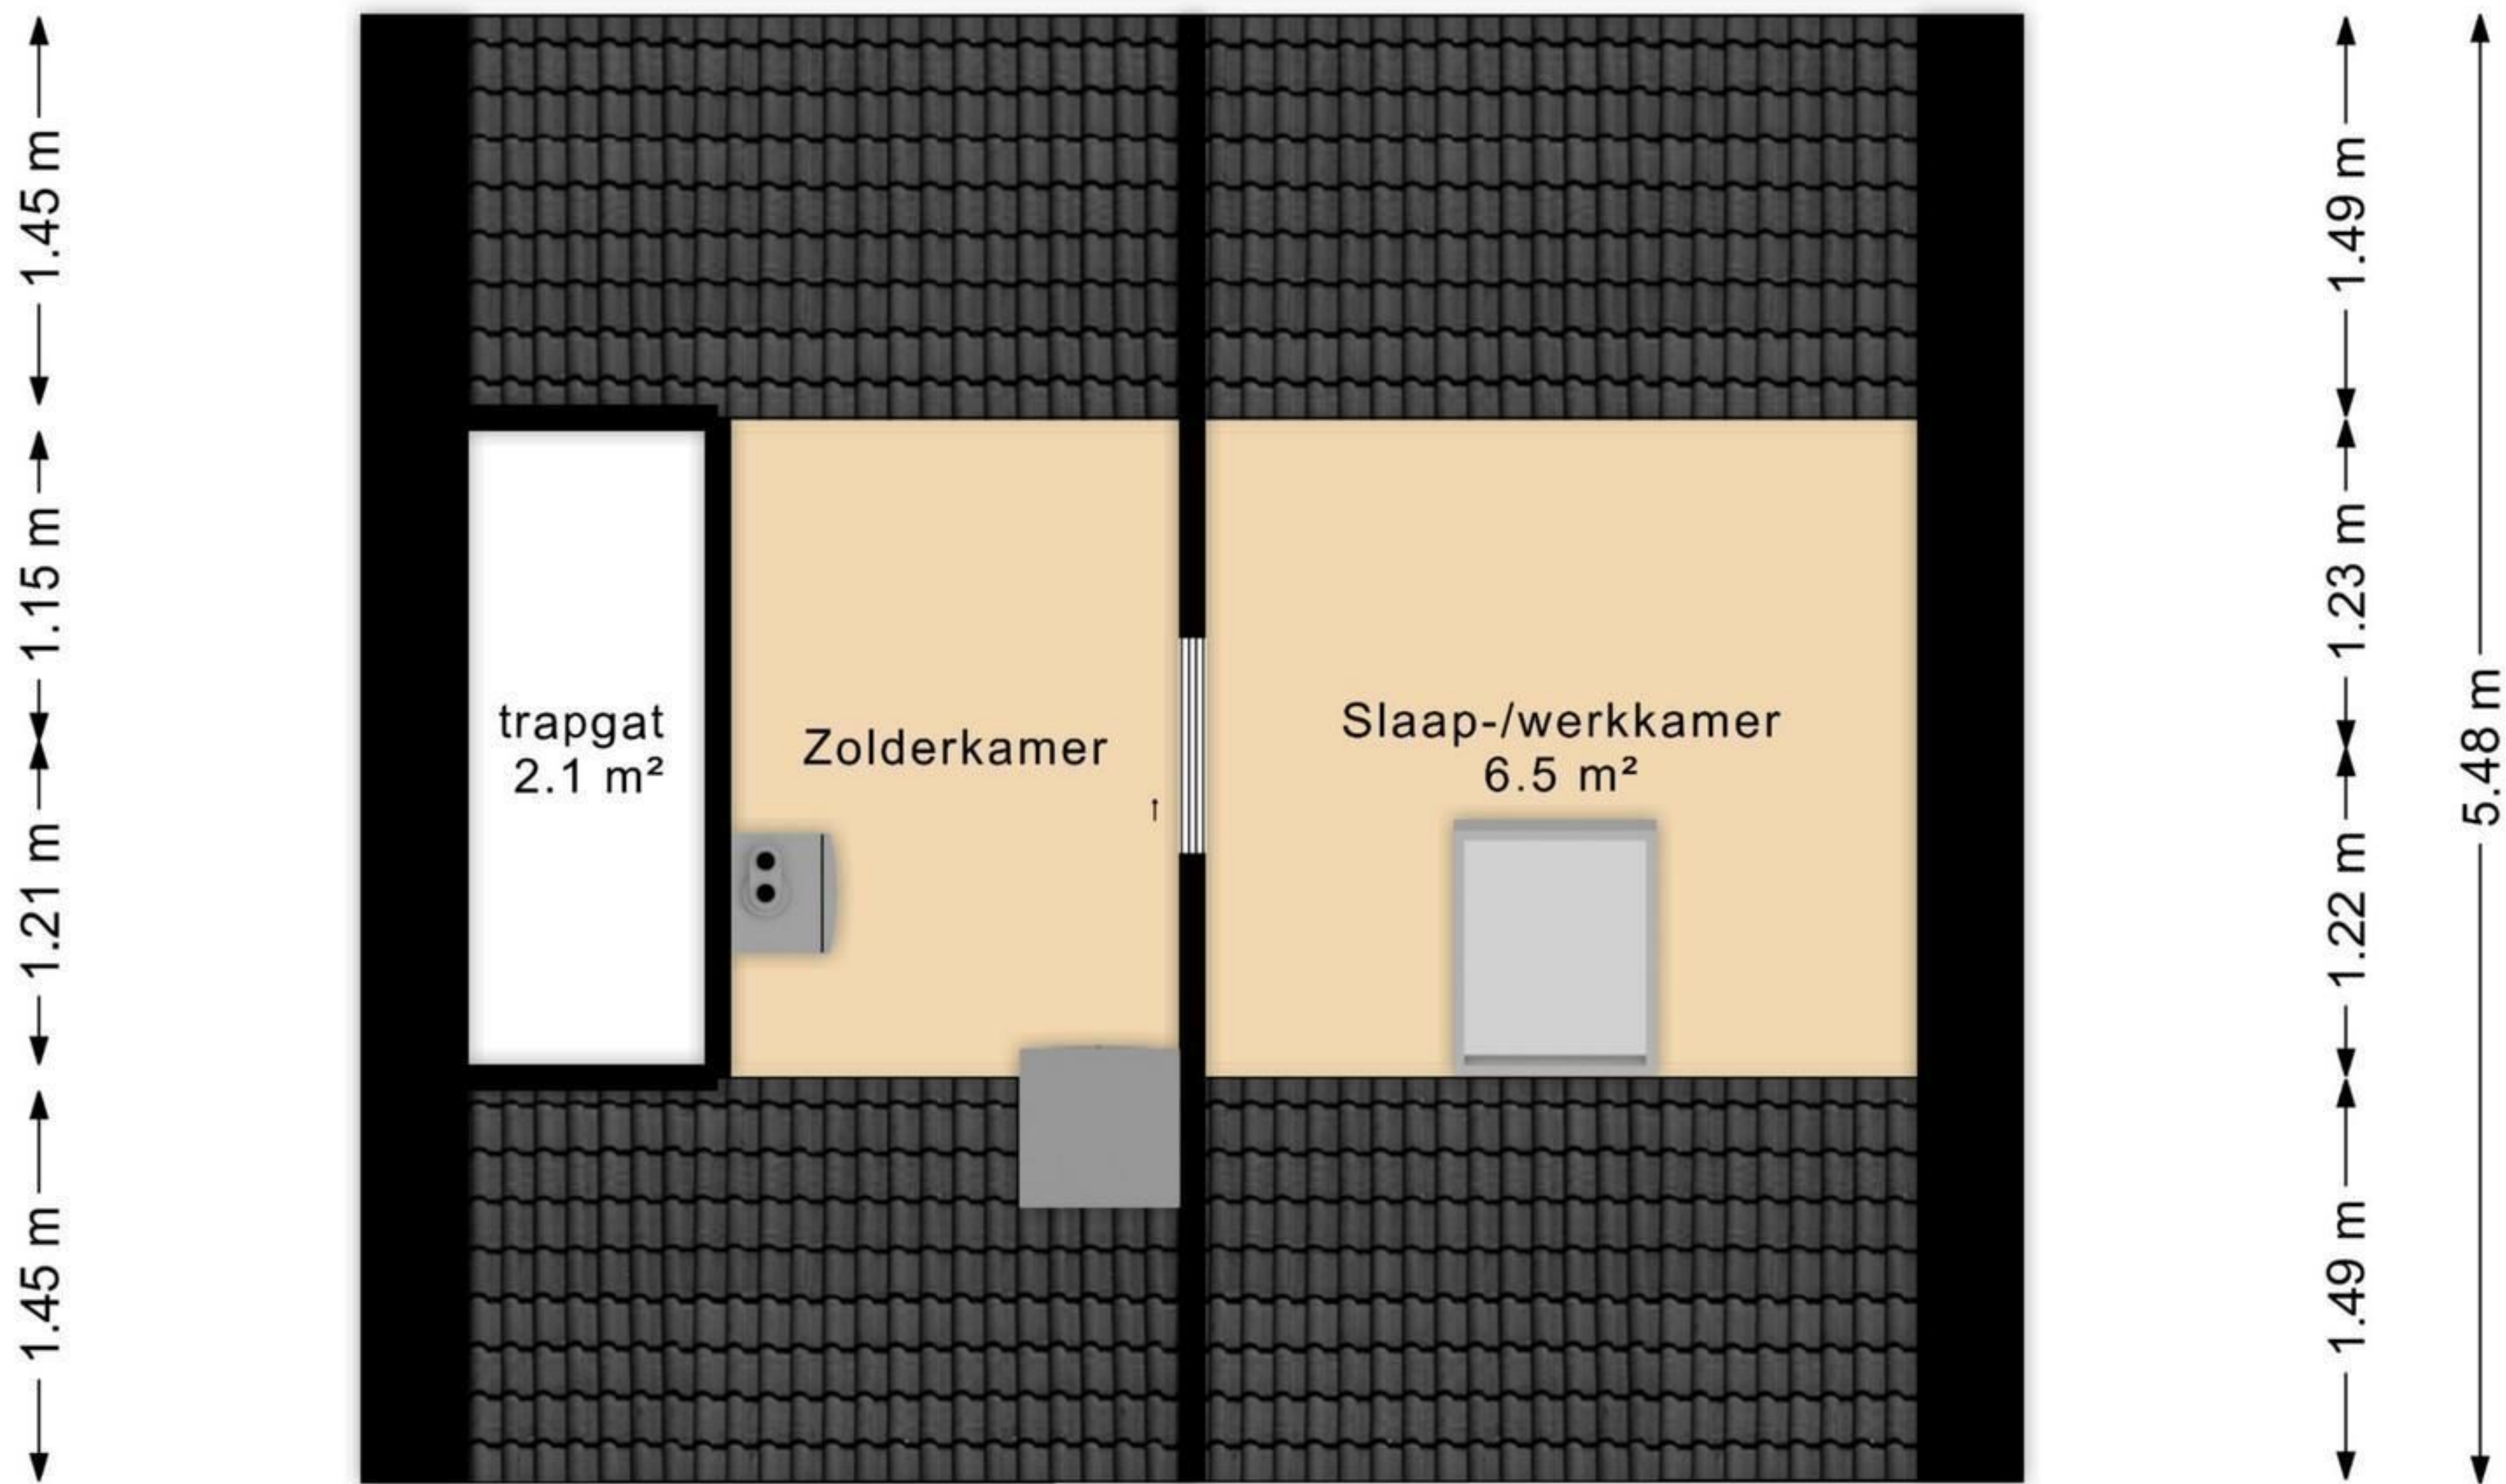 1.45 m
1.15 m
1.21 m
1.45 m
trapgat
2.1 m²
Zolderkamer
↑
Slaap-/werkkamer
6.5 m²
1.49 m
1.23 m
1.22 m
1.49 m
5.48 m